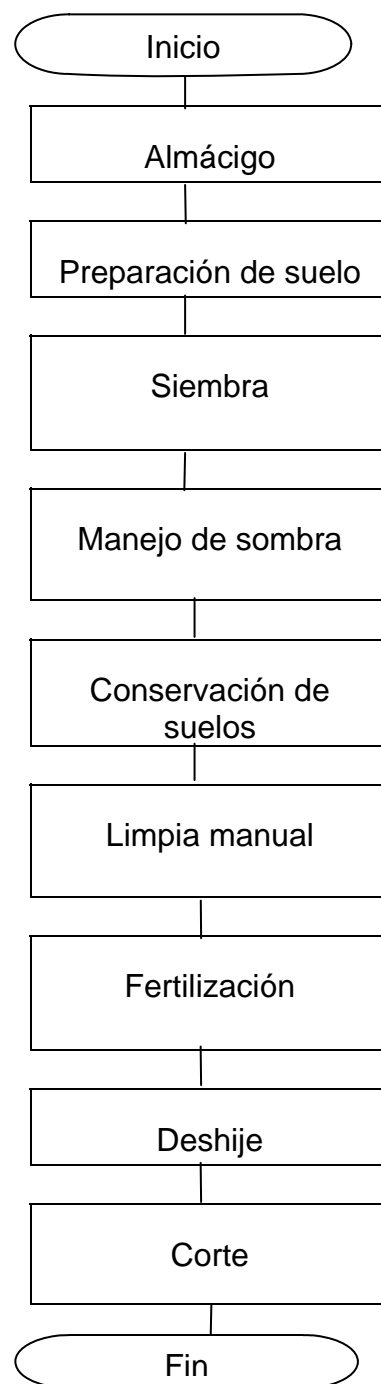 Inicio
Almácigo
Preparación de suelo
Siembra
Manejo de sombra
Conservación de
suelos
Limpia manual
Fertilización
Deshije
Corte
Fin